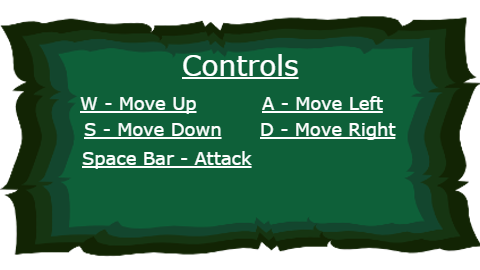 Controls
W - Move Up A - Move Left
S - Move Down D - Move Right
Space Bar - Attack